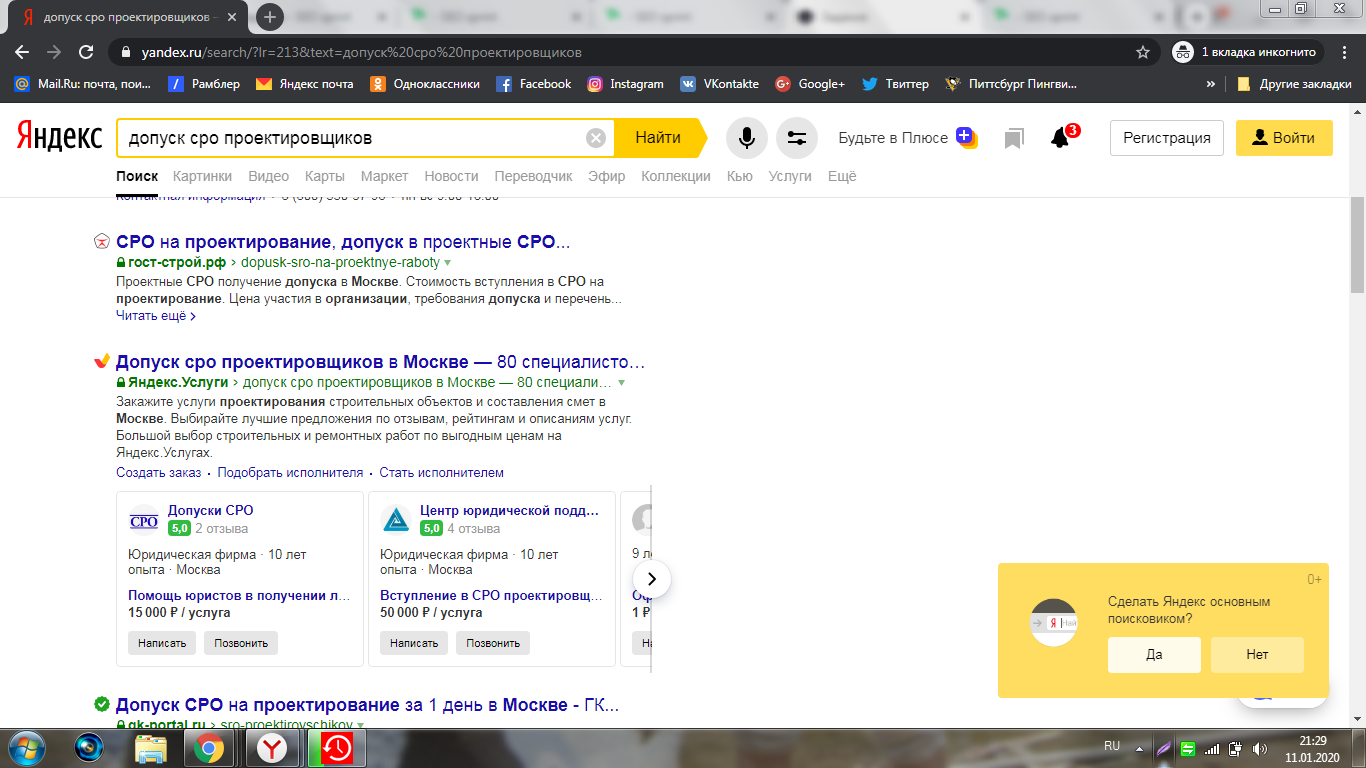 допуск сро проектировщиков –
yandex.ru/search/?lr=213&text=допуск%20сро%20проектировщиков
1 вкладка инкогнито
Mail.Ru: почта, пои...
Рамблер
Яндекс почта
Одноклассники
Facebook
Instagram
VKontakte
Google+
Твиттер
Питтсбург Пингви...
»
Другие закладки
Яндекс
допуск сро проектировщиков
Найти
Будьте в Плюсе
3
Регистрация
Войти
Поиск Картинки Видео Карты Маркет Новости Переводчик Эфир Коллекции Кью Услуги Ещё
СРО на проектирование, допуск в проектные СРО...
гост-строй.рф › dopusk-sro-na-proektnye-raboty
Проектные СРО получение допуска в Москве. Стоимость вступления в СРО на
проектирование. Цена участия в организации, требования допуска и перечень...
Читать ещё ›
Допуск сро проектировщиков в Москве — 80 специалисто...
Яндекс.Услуги › допуск сро проектировщиков в Москве — 80 специали...
Закажите услуги проектирования строительных объектов и составления смет в
Москве. Выбирайте лучшие предложения по отзывам, рейтингам и описаниям услуг.
Большой выбор строительных и ремонтных работ по выгодным ценам на
Яндекс.Услугах.
Создать заказ · Подобрать исполнителя · Стать исполнителем
СРО
Допуски СРО
5,0 2 отзыва
Юридическая фирма · 10 лет
опыта · Москва
Помощь юристов в получении л...
15 000 ₽ / услуга
Написать
Позвонить
Центр юридической подд...
5,0 4 отзыва
Юридическая фирма · 10 лет
опыта · Москва
Вступление в СРО проектировщ...
50 000 ₽ / услуга
Написать
Позвонить
1 ₽
0+
Сделать Яндекс основным
поисковиком?
Да
Нет
Допуск СРО на проектирование за 1 день в Москве - ГК...
gk-portal.ru › sro-proektirovschikov
RU
21:29
11.01.2020